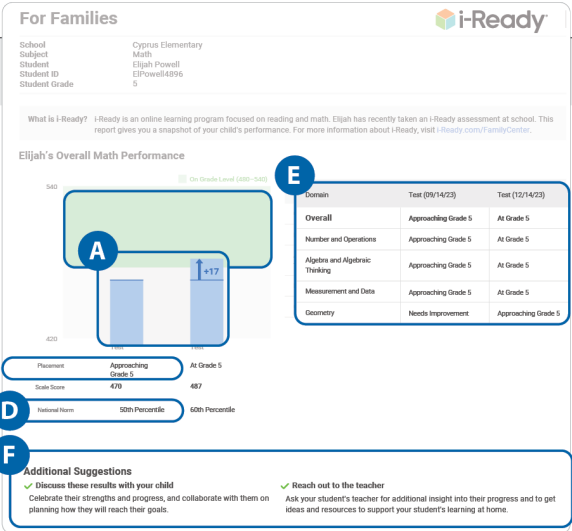 For Families
i-Ready
School Cyprus Elementary
Subject Math
Student Elijah Powell
Student ID ElPowell4896
Student Grade 5
What is i-Ready? i-Ready is an online learning program focused on reading and math. Elijah has recently taken an i-Ready assessment at school. This
report gives you a snapshot of your child's performance. For more information about i-Ready, visit i-Ready.com/FamilyCenter.
Elijah's Overall Math Performance
On Grade Level (480–540)
540
E
Domain Test (09/14/23) Test (12/14/23)
Overall Approaching Grade 5 At Grade 5
Number and Operations Approaching Grade 5 At Grade 5
Algebra and Algebraic
Thinking Approaching Grade 5 At Grade 5
Measurement and Data Approaching Grade 5 At Grade 5
Geometry Needs Improvement Approaching Grade 5
A
+17
420
Test Test
Placement Approaching
Grade 5 At Grade 5
Scale Score 470 487
D
National Norm 50th Percentile 60th Percentile
F
Additional Suggestions
Discuss these results with your child
Celebrate their strengths and progress, and collaborate with them on
planning how they will reach their goals.
Reach out to the teacher
Ask your student's teacher for additional insight into their progress and to get
ideas and resources to support your student's learning at home.